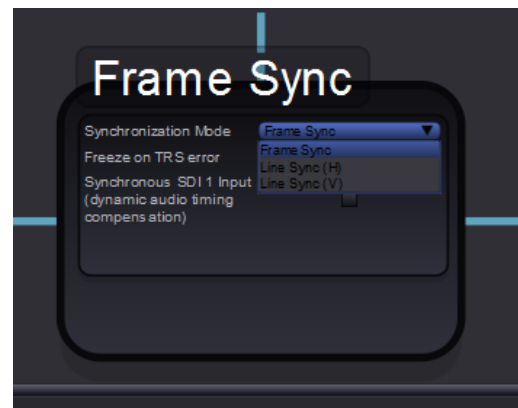 Frame Sync
Synchronization Mode
Frame Sync
Freeze on TRS error
Frame Sync
Line Sync (H)
Line Sync (V)
Synchronous SDI 1 Input
(dynamic audio timing
compensation)